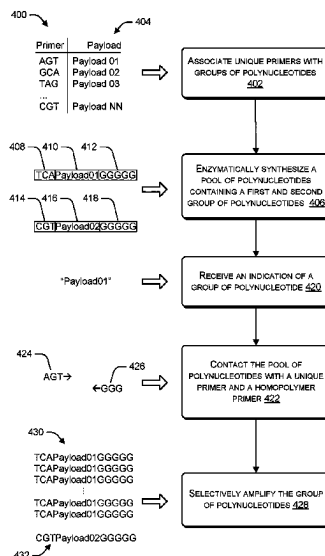 400
404
Primer Payload
AGT Payload 01
GCA Payload 02
TAG Payload 03
...
CGT Payload NN
ASSOCIATE UNIQUE PRIMERS WITH
GROUPS OF POLYNUCLEOTIDES
402
408 410 412
TCAPayload01GGGGG
414 416 418
CGTPayload02GGGGG
ENZYMATICALLY SYNTHESIZE A
POOL OF POLYNUCLEOTIDES
CONTAINING A FIRST AND SECOND
GROUP OF POLYNUCLEOTIDES 406
"Payload01"
RECEIVE AN INDICATION OF A
GROUP OF POLYNUCLEOTIDE 420
424
AGT→
426
←GGG
CONTACT THE POOL OF
POLYNUCLEOTIDES WITH A UNIQUE
PRIMER AND A HOMOPOLYMER
PRIMER 422
430
TCAPayload01GGGGG
TCAPayload01GGGGG
TCAPayload01GGGGG
⋮
TCAPayload01GGGGG
TCAPayload01GGGGG
CGTPayload02GGGGG
432
SELECTIVELY AMPLIFY THE GROUP
OF POLYNUCLEOTIDES 428